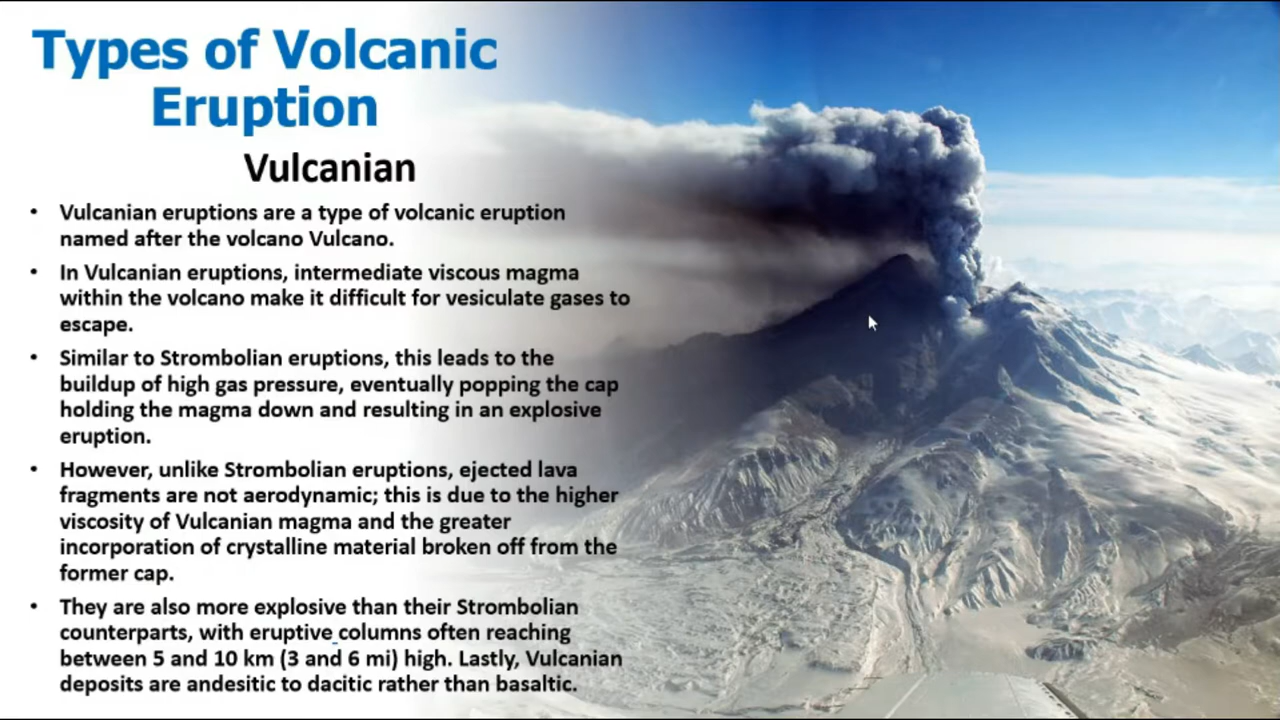 Types of Volcanic
Eruption
Vulcanian
• Vulcanian eruptions are a type of volcanic eruption
named after the volcano Vulcano.
• In Vulcanian eruptions, intermediate viscous magma
within the volcano make it difficult for vesiculate gases to
escape.
• Similar to Strombolian eruptions, this leads to the
buildup of high gas pressure, eventually popping the cap
holding the magma down and resulting in an explosive
eruption.
• However, unlike Strombolian eruptions, ejected lava
fragments are not aerodynamic; this is due to the higher
viscosity of Vulcanian magma and the greater
incorporation of crystalline material broken off from the
former cap.
• They are also more explosive than their Strombolian
counterparts, with eruptive columns often reaching
between 5 and 10 km (3 and 6 mi) high. Lastly, Vulcanian
deposits are andesitic to dacitic rather than basaltic.